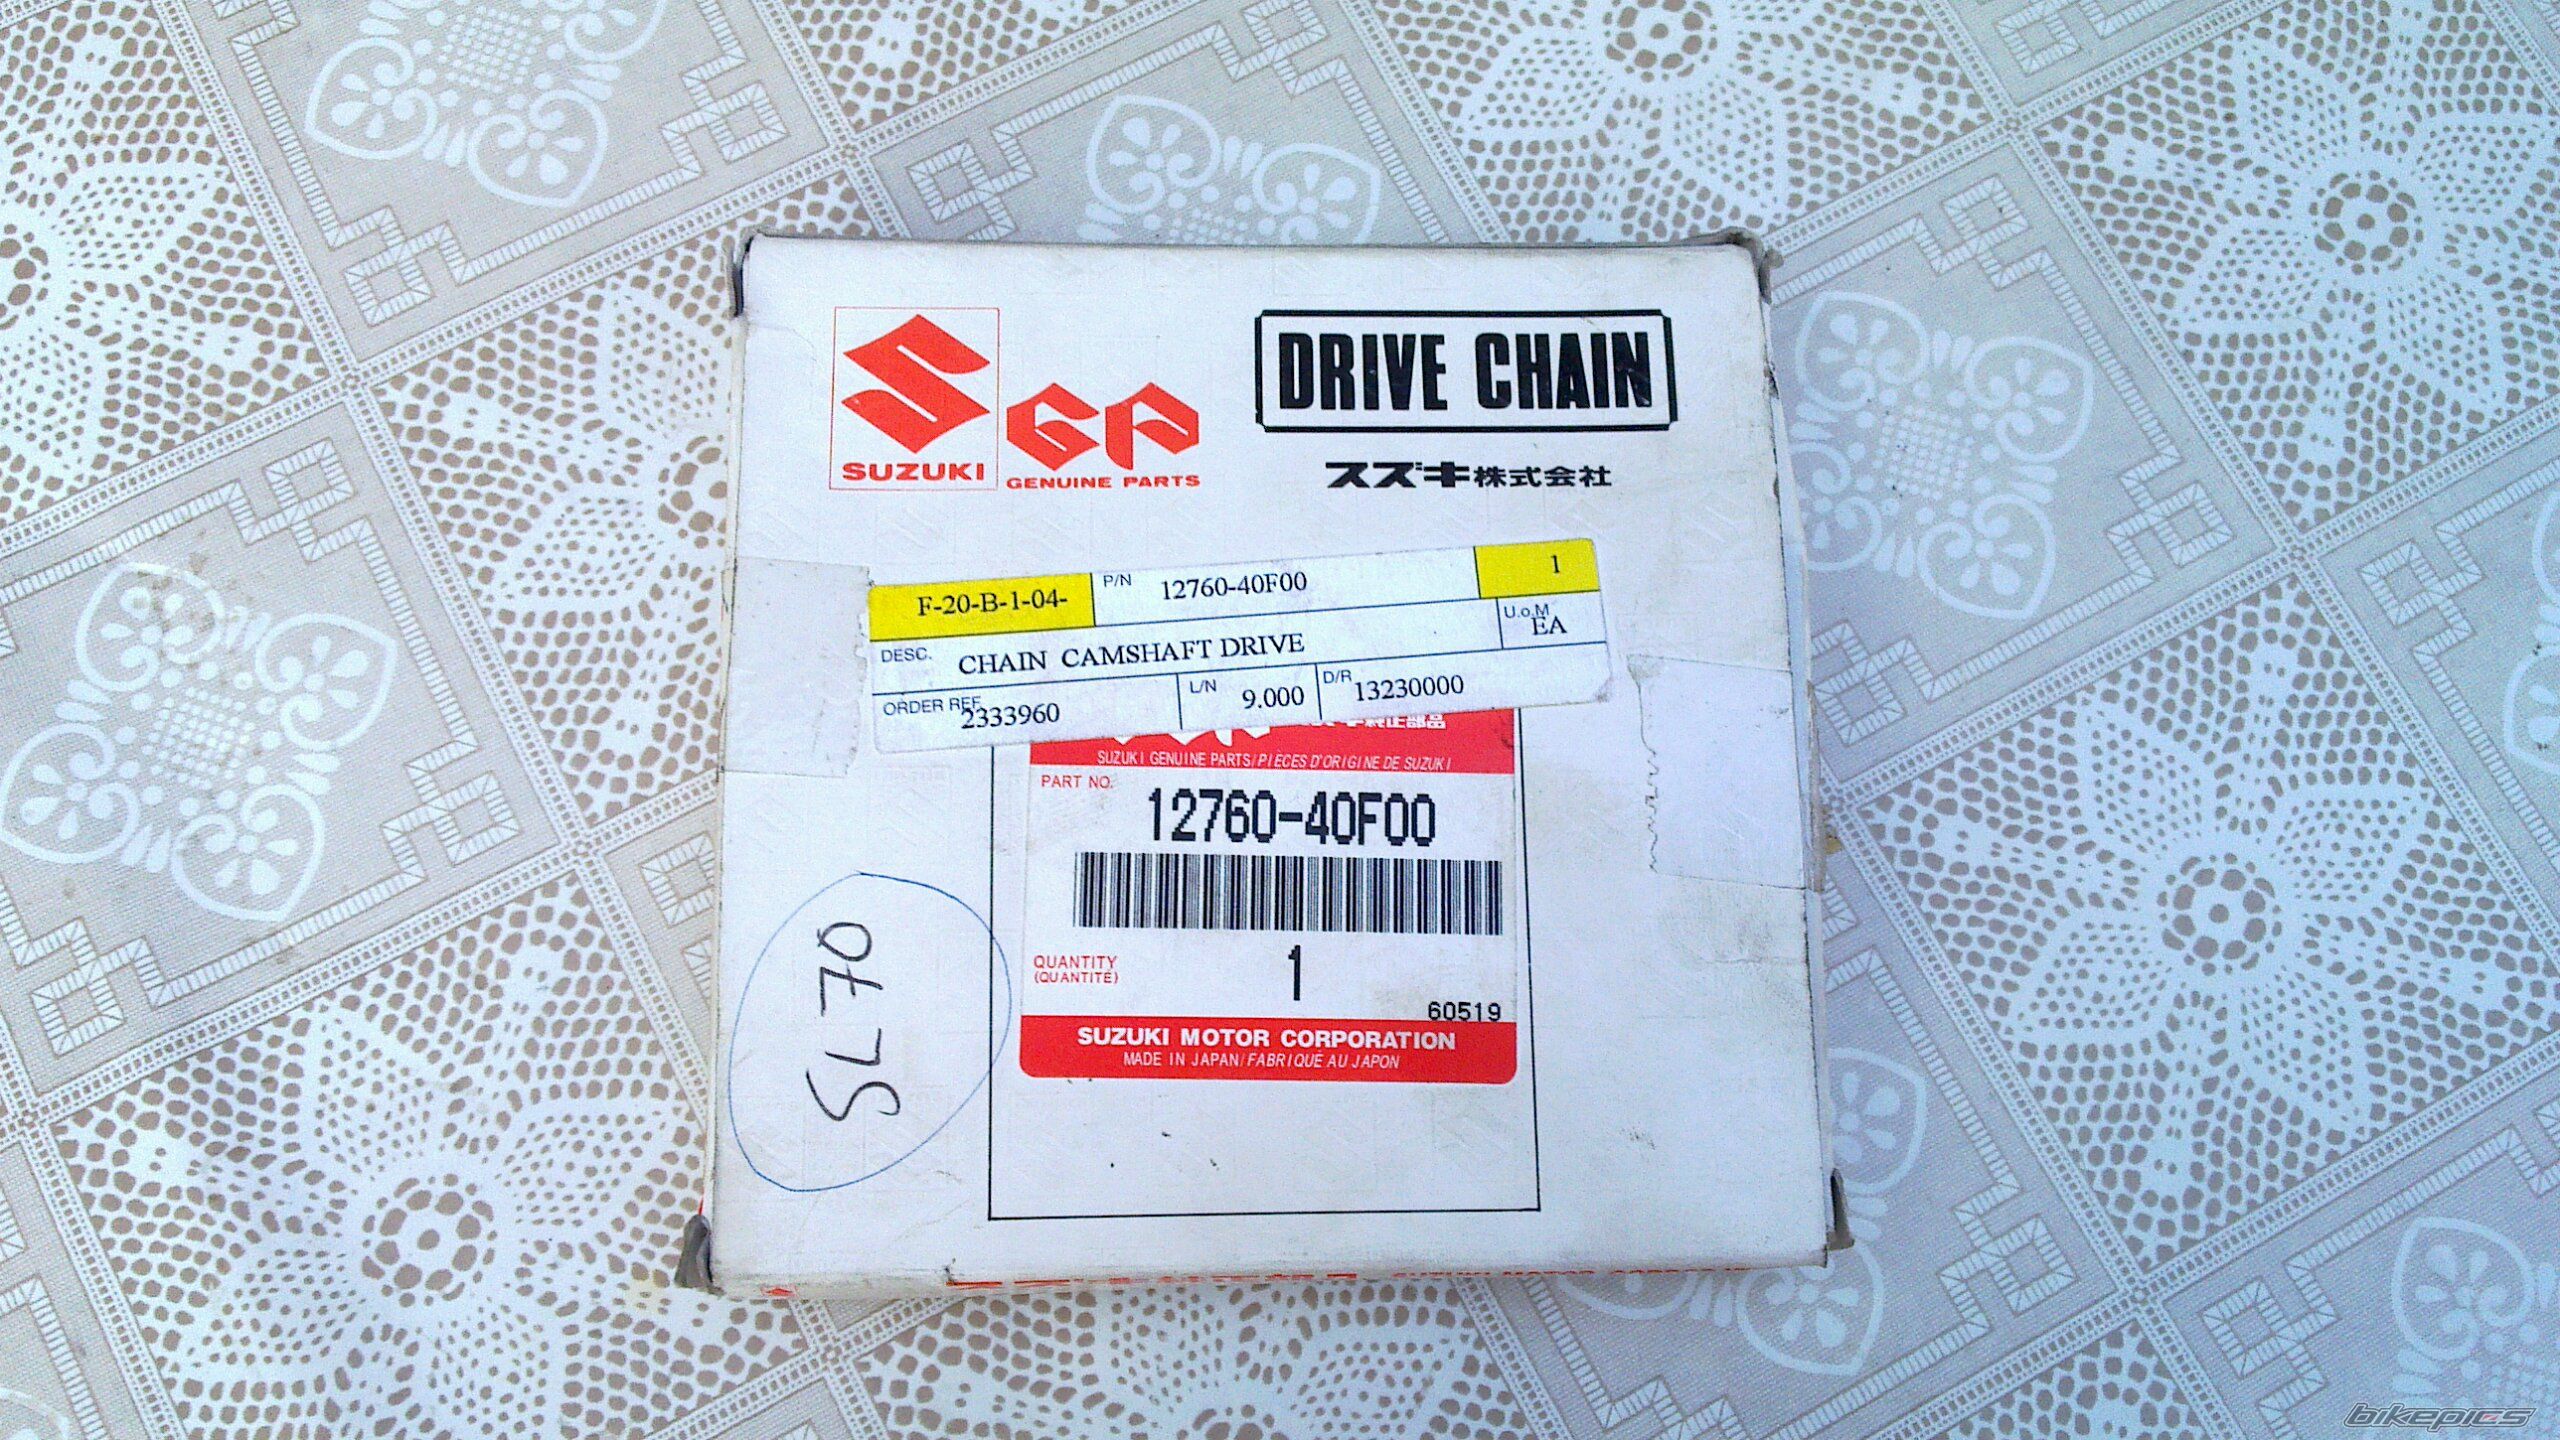 SUZUKI
GP
GENUINE PARTS
DRIVE CHAIN
スズキ株式会社
F-20-B-1-04-
P/N 12760-40F00
1
DESC. CHAIN CAMSHAFT DRIVE
U.o.M EA
ORDER REF. 2333960
L/N 9.000
D/R 13230000
SUZUKI GENUINE PARTS/PIECES D'ORIGINE DE SUZUKI
PART NO.
12760-40F00
QUANTITY
(QUANTITÉ)
1
60519
SUZUKI MOTOR CORPORATION
MADE IN JAPAN/FABRIQUÉ AU JAPON
SL70
bikepics